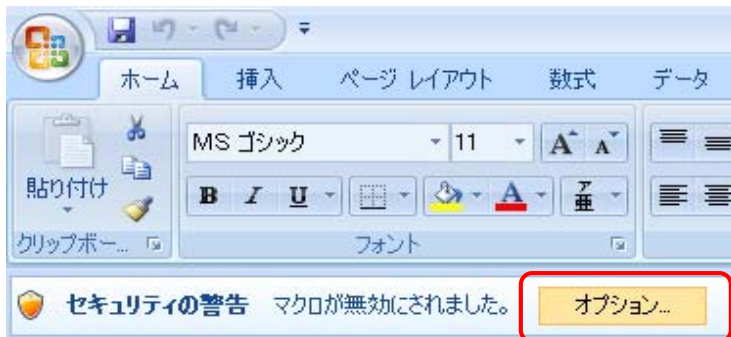 ホーム 挿入 ページ レイアウト 数式 データ
MS ゴシック 11 A A
貼り付け
B I U A ア亜
クリップボー... フォント
セキュリティの警告 マクロが無効にされました。 オプション...